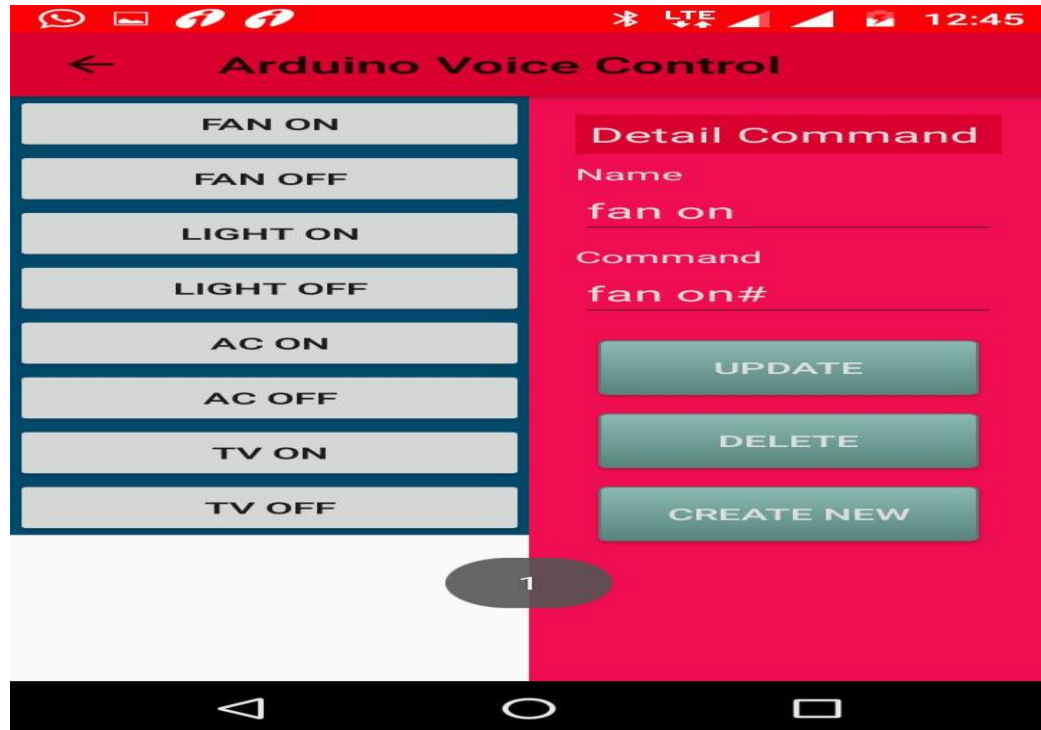 LTE 12:45
Arduino Voice Control
FAN ON
FAN OFF
LIGHT ON
LIGHT OFF
AC ON
AC OFF
TV ON
TV OFF
Detail Command
Name
fan on
Command
fan on#
UPDATE
DELETE
CREATE NEW
1